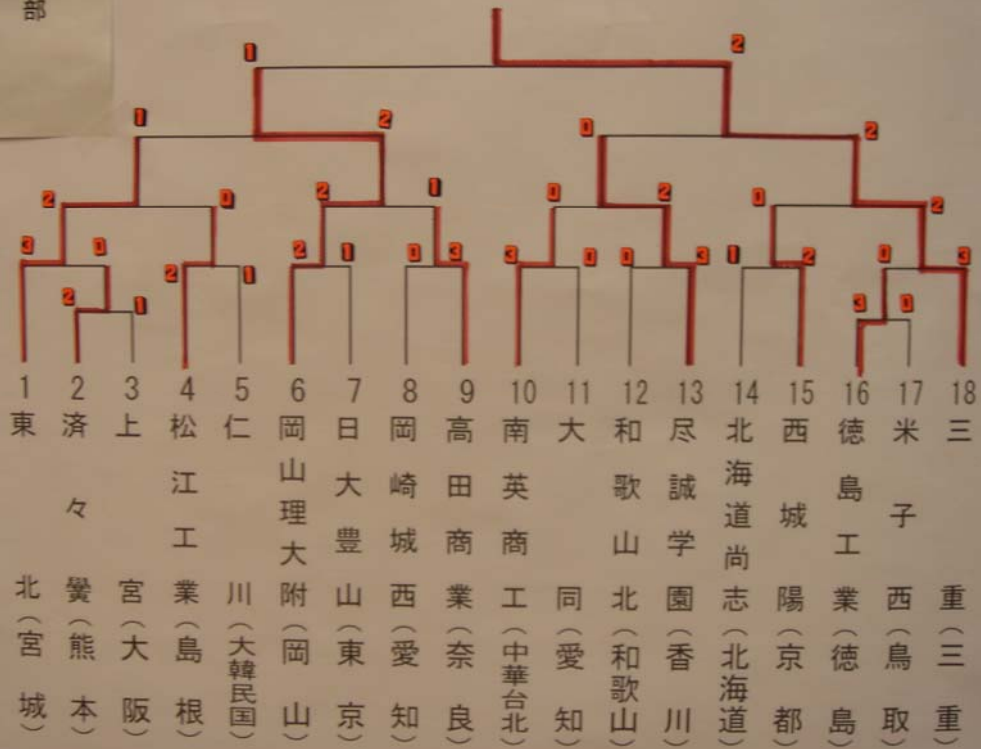 部
1 2
1 2 0 2
2 0 2 1 0 2 0 2
3 0 2 1 2 1 0 3 3 0 0 3 1 2 0 3
2 1 3 0
1 東北（宮城）
2 済々黌（熊本）
3 上宮（大阪）
4 松江工業（島根）
5 仁川（大韓民国）
6 岡山理大附（岡山）
7 日大豊山（東京）
8 岡崎城西（愛知）
9 高田商業（奈良）
10 南英商工（中華台北）
11 大同（愛知）
12 和歌山北（和歌山）
13 尽誠学園（香川）
14 北海道尚志（北海道）
15 西城陽（京都）
16 徳島工業（徳島）
17 米子西（鳥取）
18 三重（三重）